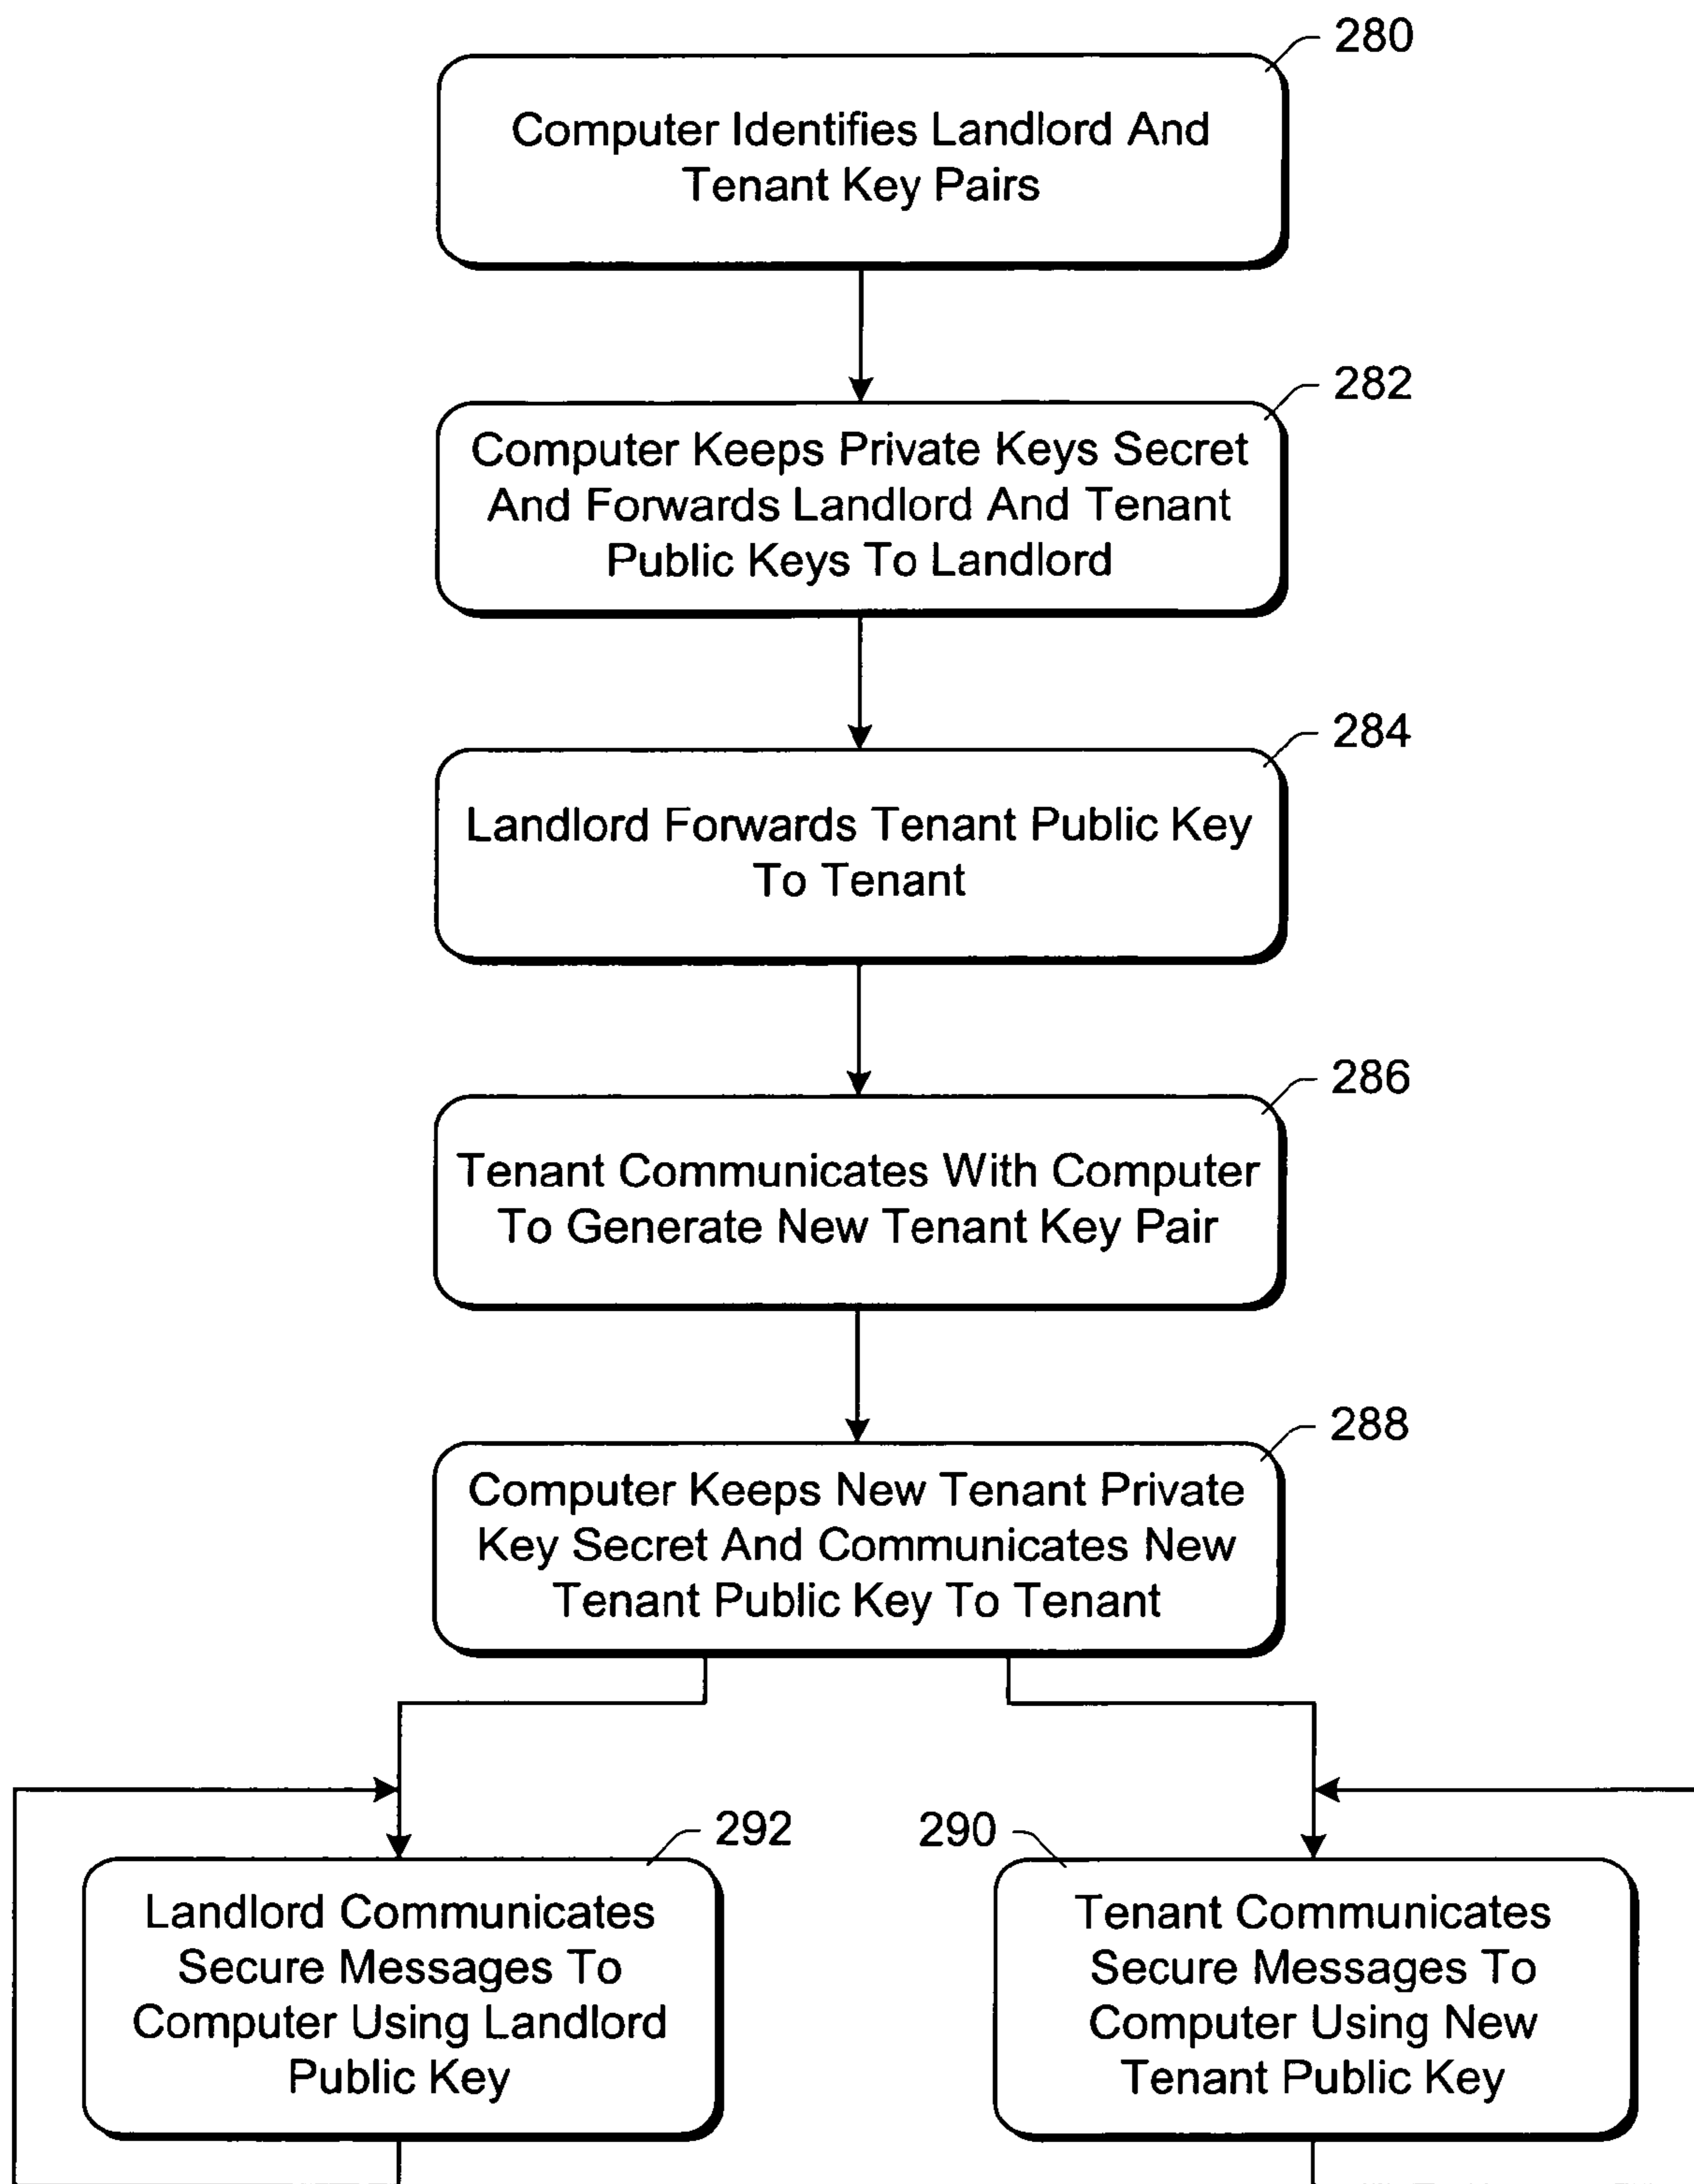 280
Computer Identifies Landlord And
Tenant Key Pairs
282
Computer Keeps Private Keys Secret
And Forwards Landlord And Tenant
Public Keys To Landlord
284
Landlord Forwards Tenant Public Key
To Tenant
286
Tenant Communicates With Computer
To Generate New Tenant Key Pair
288
Computer Keeps New Tenant Private
Key Secret And Communicates New
Tenant Public Key To Tenant
292
Landlord Communicates
Secure Messages To
Computer Using Landlord
Public Key
290
Tenant Communicates
Secure Messages To
Computer Using New
Tenant Public Key